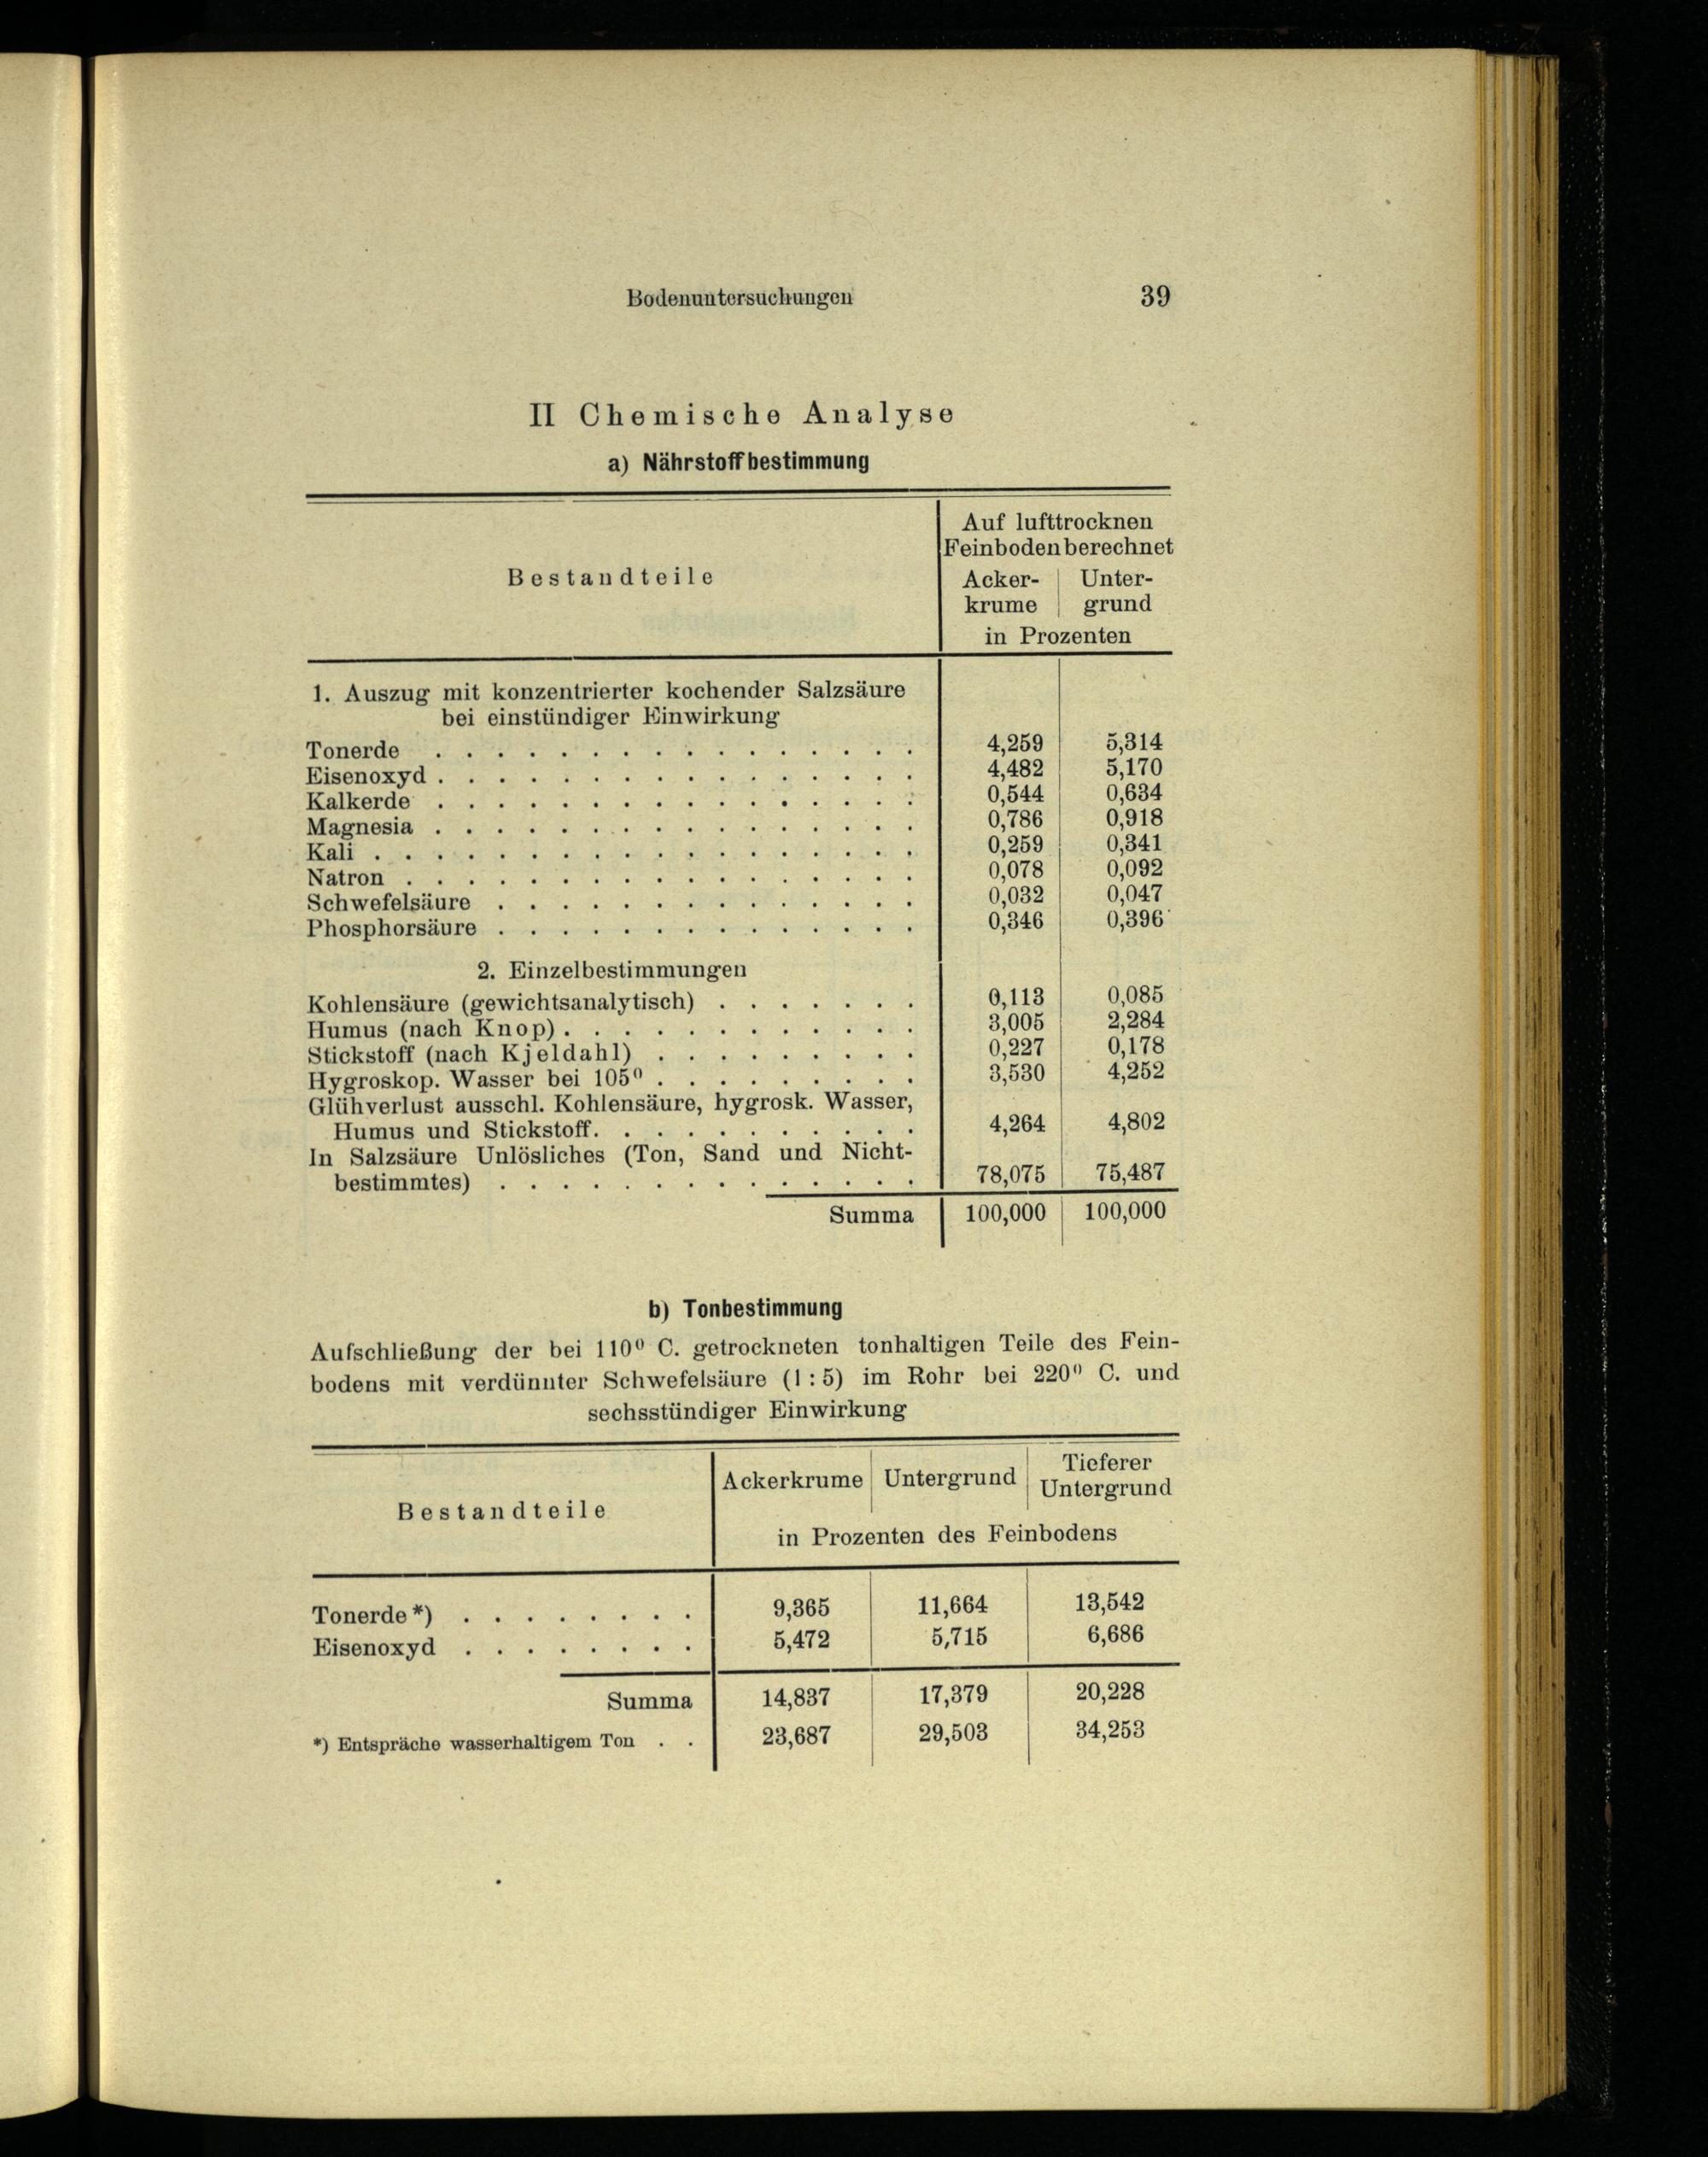 Bodenuntersuchungen 39
II Chemische Analyse
a) Nährstoffbestimmung
Bestandteile
Auf lufttrocknen
Feinboden berechnet
Acker- Unter-
krume grund
in Prozenten
1. Auszug mit konzentrierter kochender Salzsäure
bei einstündiger Einwirkung
Tonerde . . . . . . . . . . . . . . . . 4,259 5,314
Eisenoxyd . . . . . . . . . . . . . . . . 4,482 5,170
Kalkerde . . . . . . . . . . . . . . . . 0,544 0,634
Magnesia . . . . . . . . . . . . . . . . 0,786 0,918
Kali . . . . . . . . . . . . . . . . . . 0,259 0,341
Natron . . . . . . . . . . . . . . . . . 0,078 0,092
Schwefelsäure . . . . . . . . . . . . . . 0,032 0,047
Phosphorsäure . . . . . . . . . . . . . . 0,346 0,396
2. Einzelbestimmungen
Kohlensäure (gewichtsanalytisch) . . . . . . . 0,113 0,085
Humus (nach Knop) . . . . . . . . . . . . 3,005 2,284
Stickstoff (nach Kjeldahl) . . . . . . . . . 0,227 0,178
Hygroskop. Wasser bei 105⁰ . . . . . . . . . 3,530 4,252
Glühverlust ausschl. Kohlensäure, hygrosk. Wasser,
Humus und Stickstoff . . . . . . . . . . . 4,264 4,802
In Salzsäure Unlösliches (Ton, Sand und Nicht-
bestimmtes) . . . . . . . . . . . . . . 78,075 75,487
Summa 100,000 100,000
b) Tonbestimmung
Aufschließung der bei 110⁰ C. getrockneten tonhaltigen Teile des Fein-
bodens mit verdünnter Schwefelsäure (1 : 5) im Rohr bei 220⁰ C. und
sechsstündiger Einwirkung
Bestandteile
Ackerkrume Untergrund Tieferer
Untergrund
in Prozenten des Feinbodens
Tonerde *) . . . . . . . . 9,365 11,664 13,542
Eisenoxyd . . . . . . . . 5,472 5,715 6,686
Summa 14,837 17,379 20,228
*) Entspräche wasserhaltigem Ton . . 23,687 29,503 34,253